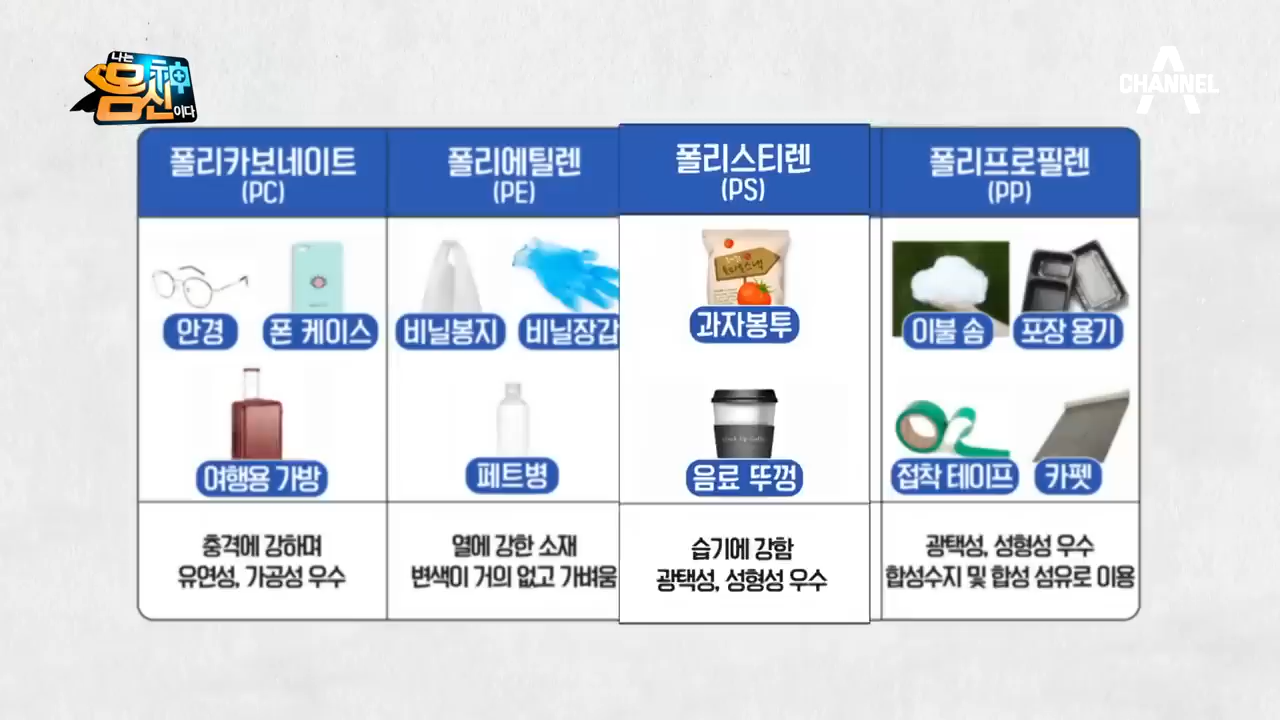 나는
몸神
신이다
CHANNEL
A
폴리카보네이트
(PC)
폴리에틸렌
(PE)
폴리스티렌
(PS)
폴리프로필렌
(PP)
안경
폰 케이스
비닐봉지
비닐장갑
과자봉투
이불 솜
포장 용기
여행용 가방
페트병
음료 뚜껑
접착 테이프
카펫
충격에 강하며
유연성, 가공성 우수
열에 강한 소재
변색이 거의 없고 가벼움
습기에 강함
광택성, 성형성 우수
광택성, 성형성 우수
합성수지 및 합성 섬유로 이용